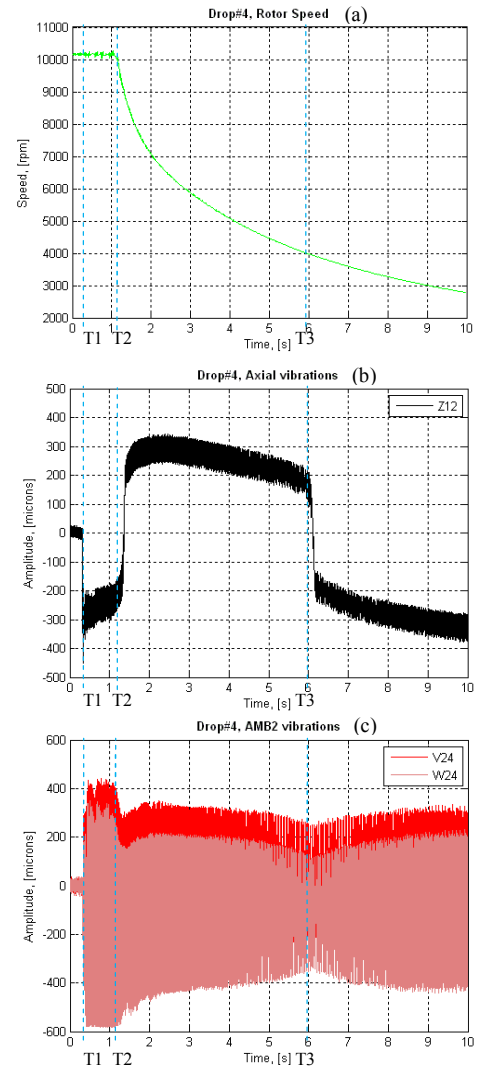 Drop#4, Rotor Speed (a)
11000
10000
9000
8000
7000
6000
5000
4000
3000
2000
Speed, [rpm]
0 1 2 3 4 5 6 7 8 9 10
T1 T2 T3
Time, [s]
Drop#4, Axial vibrations (b)
Z12
500
400
300
200
100
0
-100
-200
-300
-400
-500
Amplitude, [microns]
0 1 2 3 4 5 6 7 8 9 10
T1 T2 T3
Time, [s]
Drop#4, AMB2 vibrations (c)
V24
W24
600
400
200
0
-200
-400
-600
Amplitude, [microns]
0 1 2 3 4 5 6 7 8 9 10
T1 T2 T3
Time, [s]